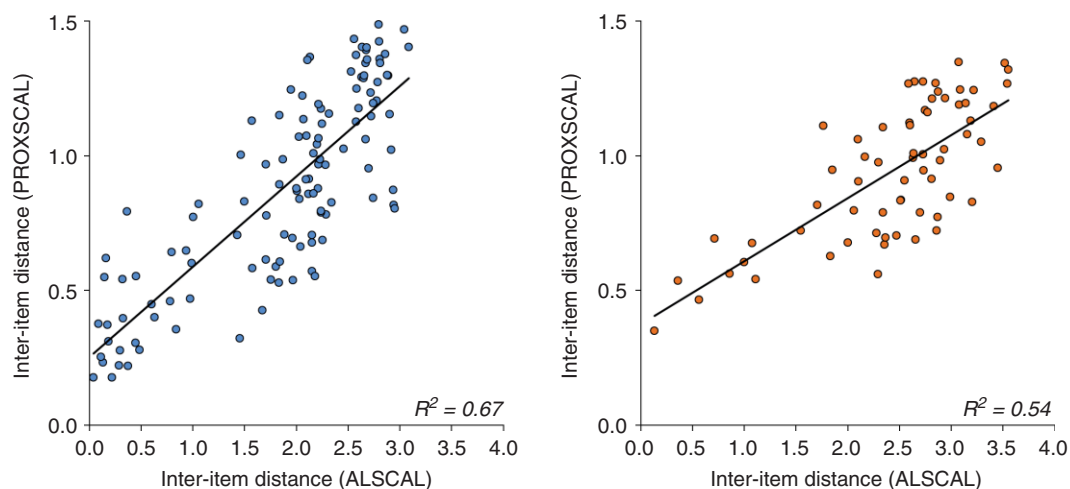 Inter-item distance (PROXSCAL)
1.5
1.0
0.5
0.0
R² = 0.67
0.0 0.5 1.0 1.5 2.0 2.5 3.0 3.5 4.0
Inter-item distance (ALSCAL)
Inter-item distance (PROXSCAL)
1.5
1.0
0.5
0.0
R² = 0.54
0.0 0.5 1.0 1.5 2.0 2.5 3.0 3.5 4.0
Inter-item distance (ALSCAL)